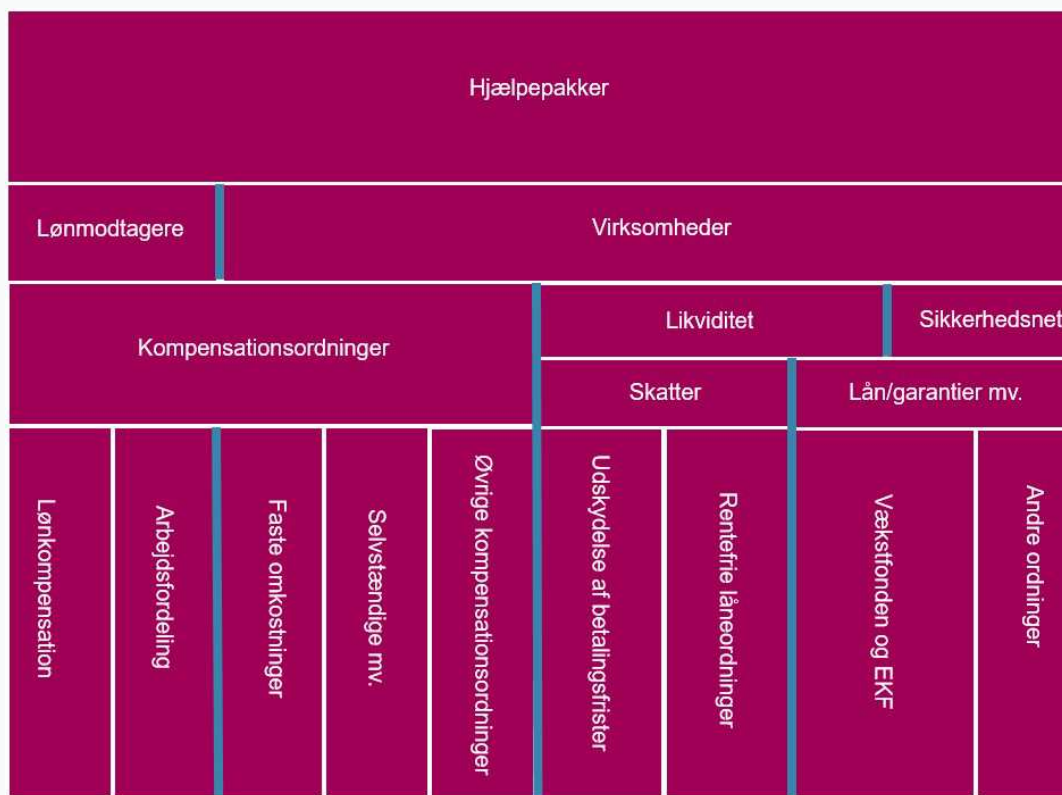 Hjælpepakker
Lønmodtagere
Virksomheder
Kompensationsordninger
Likviditet
Sikkerhedsnet
Skatter
Lån/garantier mv.
Lønkompensation
Arbejdsfordeling
Faste omkostninger
Selvstændige mv.
Øvrige kompensationsordninger
Udskydelse af betalingsfrister
Rentefrie låneordninger
Vækstfonden og EKF
Andre ordninger